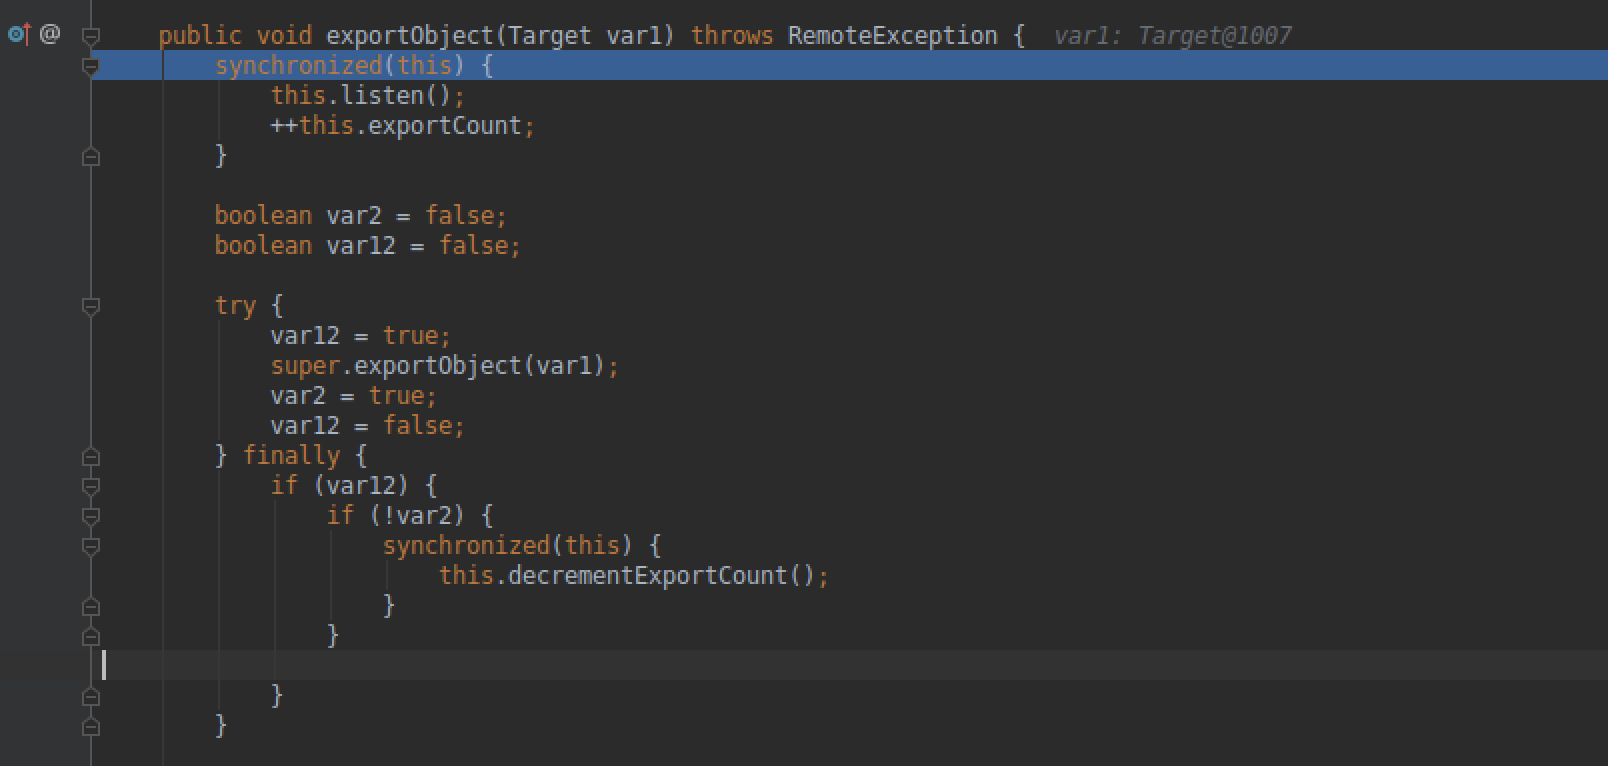 @ public void exportObject(Target var1) throws RemoteException { var1: Target@1007
synchronized(this) {
this.listen();
++this.exportCount;
}
boolean var2 = false;
boolean var12 = false;
try {
var12 = true;
super.exportObject(var1);
var2 = true;
var12 = false;
} finally {
if (var12) {
if (!var2) {
synchronized(this) {
this.decrementExportCount();
}
}
}
}